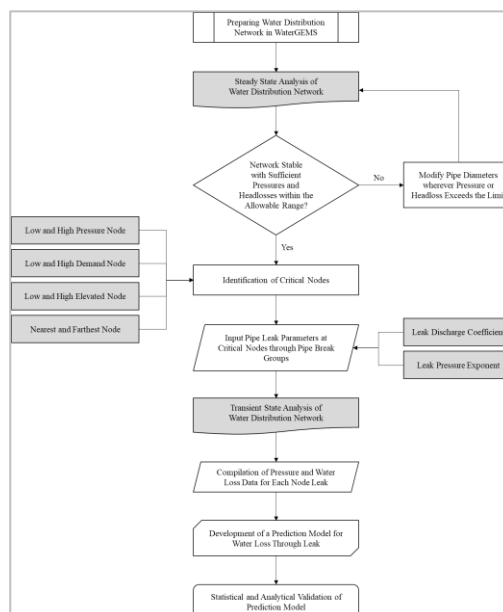 Preparing Water Distribution
Network in WaterGEMS
Steady State Analysis of
Water Distribution Network
Network Stable
with Sufficient
Pressures and
Headlosses within the
Allowable Range?
No
Modify Pipe Diameters
wherever Pressure or
Headloss Exceeds the Limit
Yes
Low and High Pressure Node
Low and High Demand Node
Low and High Elevated Node
Nearest and Farthest Node
Identification of Critical Nodes
Input Pipe Leak Parameters at
Critical Nodes through Pipe Break
Groups
Leak Discharge Coefficient
Leak Pressure Exponent
Transient State Analysis of
Water Distribution Network
Compilation of Pressure and Water
Loss Data for Each Node Leak
Development of a Prediction Model for
Water Loss Through Leak
Statistical and Analytical Validation of
Prediction Model